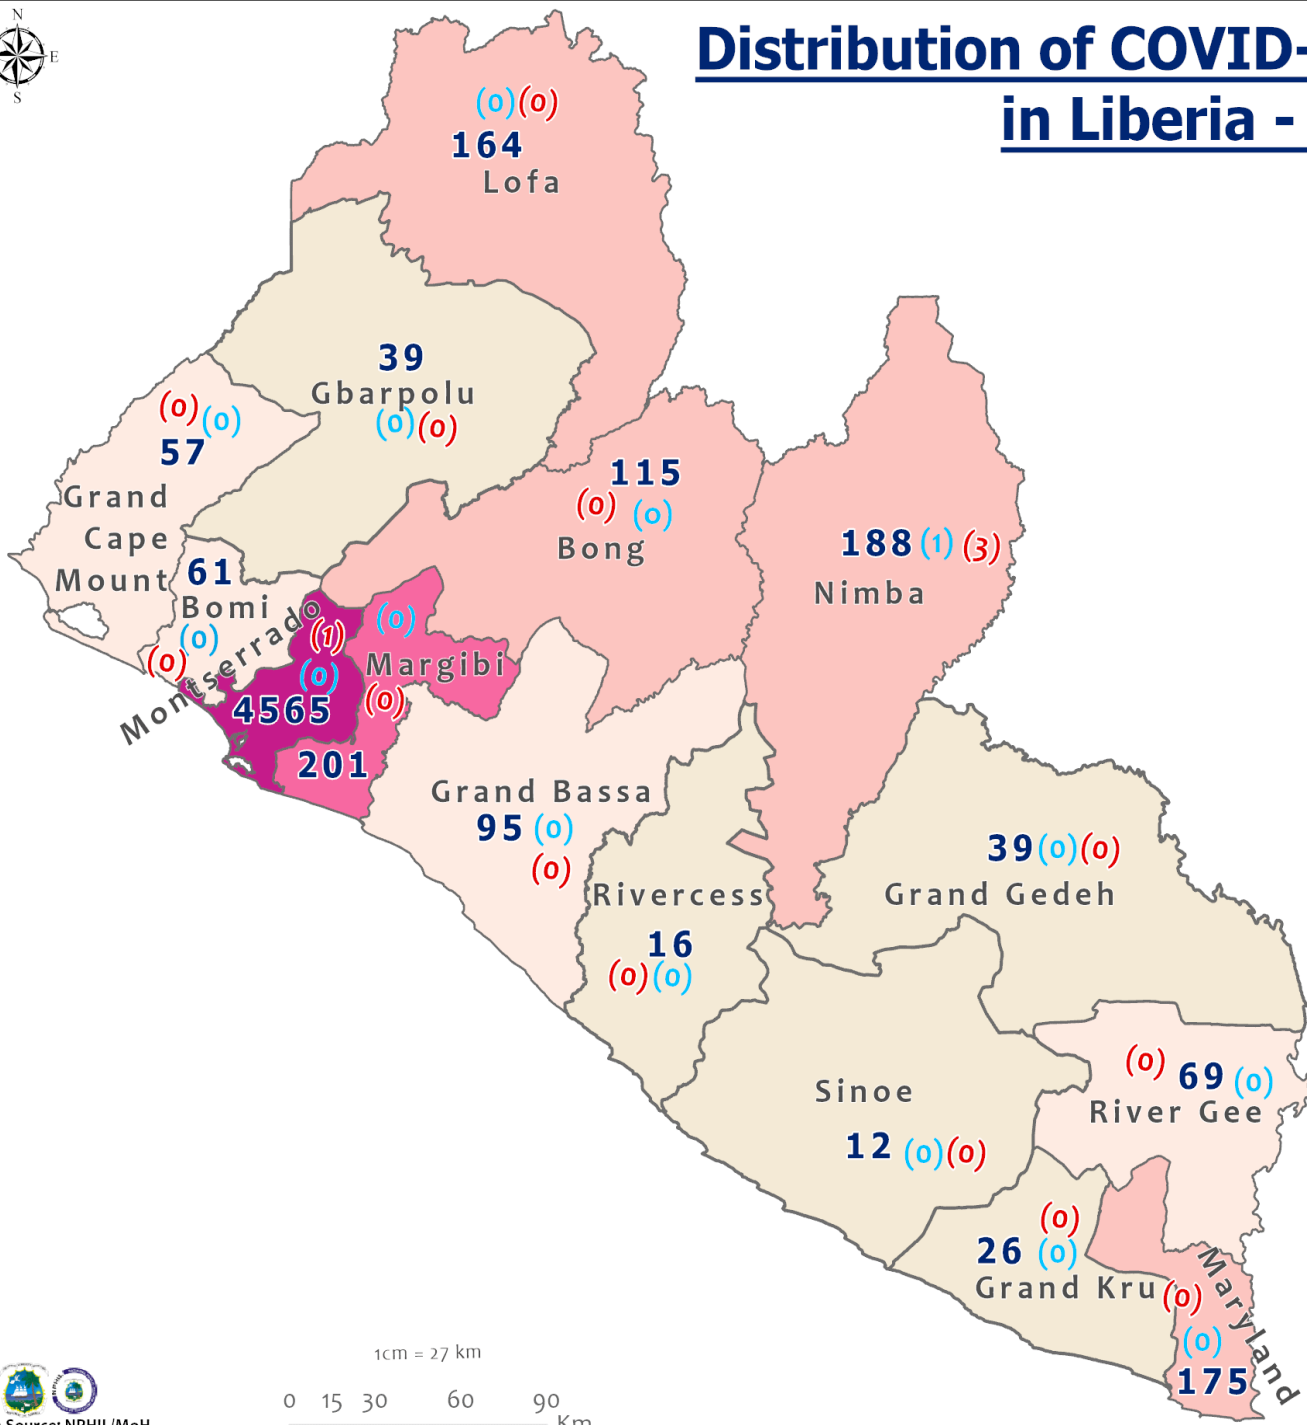 N
E
S
Distribution of COVID-
in Liberia -
(0)(0)
164
Lofa
39
Gbarpolu
(0)(0)
(0)(0)
57
Grand
Cape
Mount
115
(0) (0)
Bong
188(1)(3)
Nimba
61
Bomi
(0)
(0)
Montserrado
(1)
(0)
4565
(0)
Margibi
(0)
201
Grand Bassa
95 (0)
(0)
Rivercess
16
(0)(0)
39(0)(0)
Grand Gedeh
Sinoe
12 (0)(0)
(0) 69 (0)
River Gee
(0)
26 (0)
Grand Kru
Maryland
(0)
(0)
175
1cm = 27 km
0 15 30 60 90
Km
Source: NPHIL/MoH